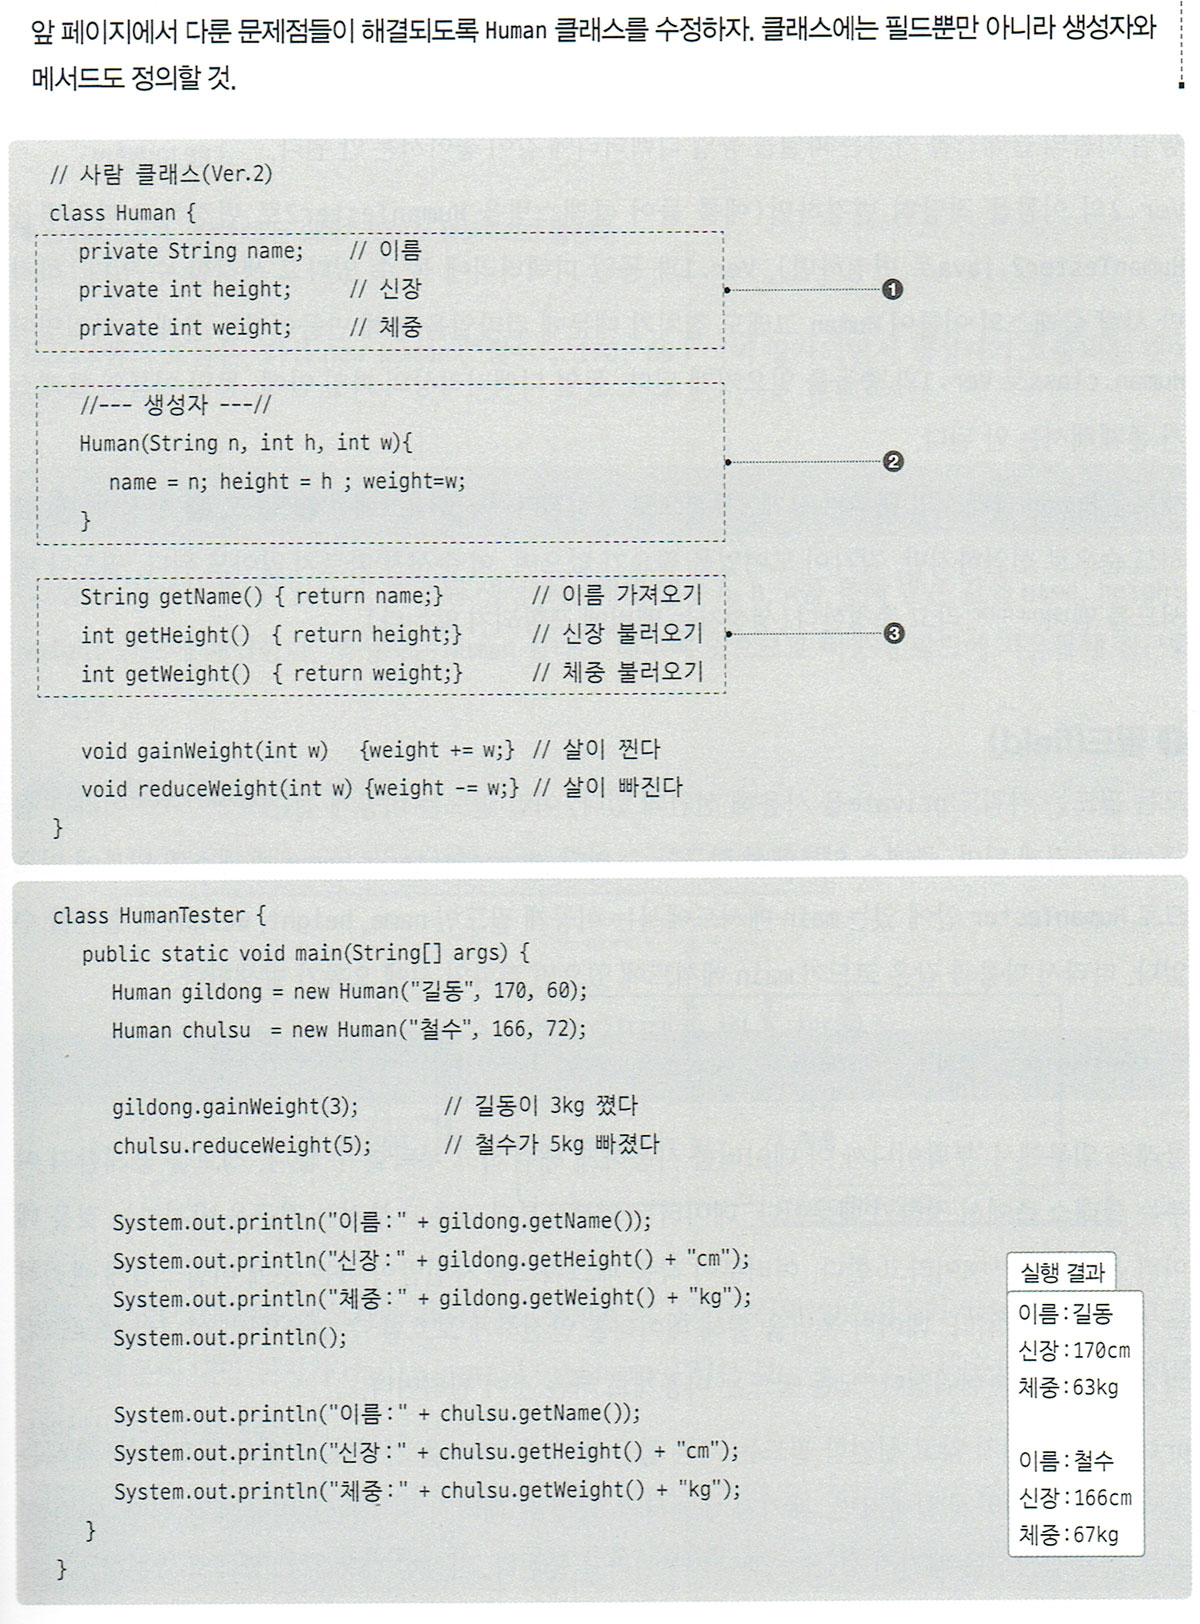 앞 페이지에서 다룬 문제점들이 해결되도록 Human 클래스를 수정하자. 클래스에는 필드뿐만 아니라 생성자와
메서드도 정의할 것.
// 사람 클래스(Ver.2)
class Human {
private String name; // 이름
private int height; // 신장
private int weight; // 체중
❶
//--- 생성자 ---//
Human(String n, int h, int w){
name = n; height = h ; weight=w;
}
❷
String getName() { return name;} // 이름 가져오기
int getHeight() { return height;} // 신장 불러오기
int getWeight() { return weight;} // 체중 불러오기
❸
void gainWeight(int w) {weight += w;} // 살이 찐다
void reduceWeight(int w) {weight -= w;} // 살이 빠진다
}
class HumanTester {
public static void main(String[] args) {
Human gildong = new Human("길동", 170, 60);
Human chulsu = new Human("철수", 166, 72);
gildong.gainWeight(3); // 길동이 3kg 쪘다
chulsu.reduceWeight(5); // 철수가 5kg 빠졌다
System.out.println("이름:" + gildong.getName());
System.out.println("신장:" + gildong.getHeight() + "cm");
System.out.println("체중:" + gildong.getWeight() + "kg");
System.out.println();
System.out.println("이름:" + chulsu.getName());
System.out.println("신장:" + chulsu.getHeight() + "cm");
System.out.println("체중:" + chulsu.getWeight() + "kg");
}
}
실행 결과
이름:길동
신장:170cm
체중:63kg
이름:철수
신장:166cm
체중:67kg